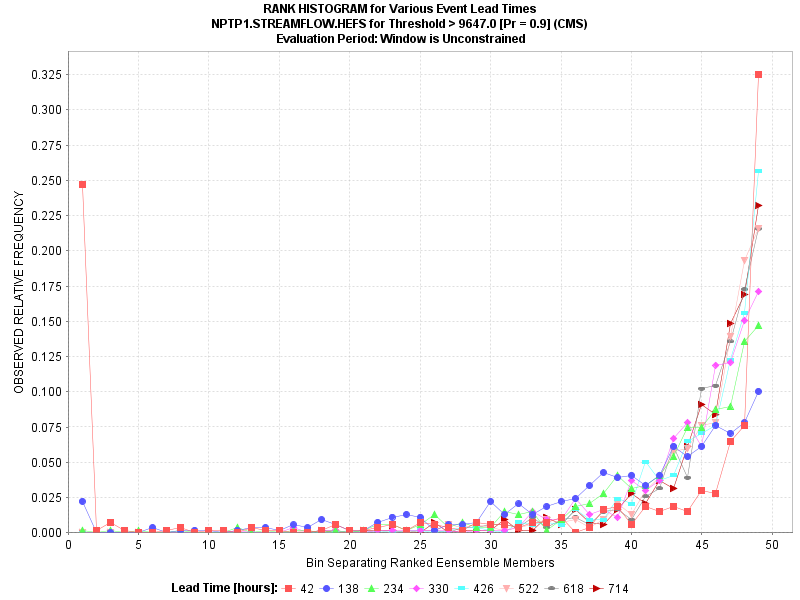 RANK HISTOGRAM for Various Event Lead Times
NPTP1.STREAMFLOW.HEFS for Threshold > 9647.0 [Pr = 0.9] (CMS)
Evaluation Period: Window is Unconstrained
OBSERVED RELATIVE FREQUENCY
0.325
0.300
0.275
0.250
0.225
0.200
0.175
0.150
0.125
0.100
0.075
0.050
0.025
0.000
0 5 10 15 20 25 30 35 40 45 50
Bin Separating Ranked Eensemble Members
Lead Time [hours]: 42 138 234 330 426 522 618 714